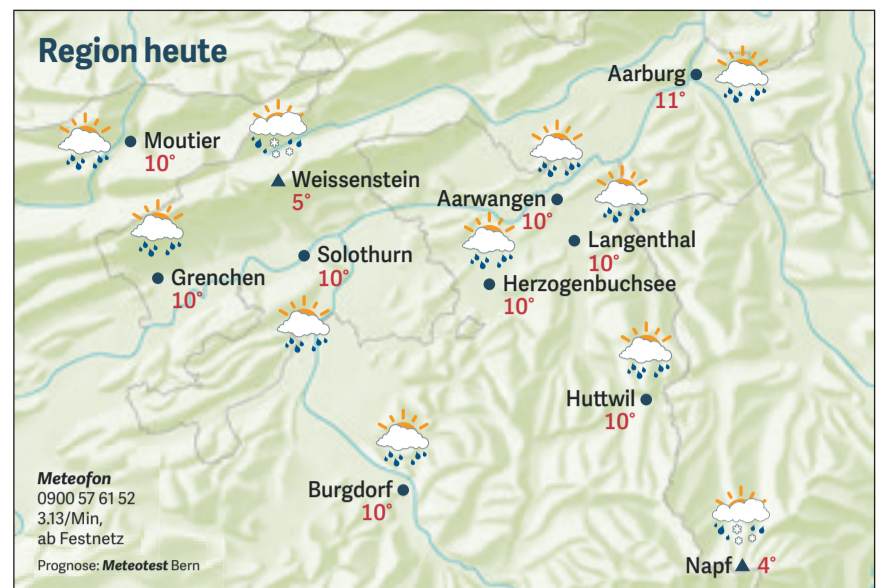 Region heute
Aarburg
11°
Moutier
10°
Weissenstein
5°
Aarwangen
10°
Langenthal
10°
Solothurn
10°
Grenchen
10°
Herzogenbuchsee
10°
Huttwil
10°
Burgdorf
10°
Napf 4°
Meteofon
0900 57 61 52
3.13/Min,
ab Festnetz
Prognose: Meteotest Bern